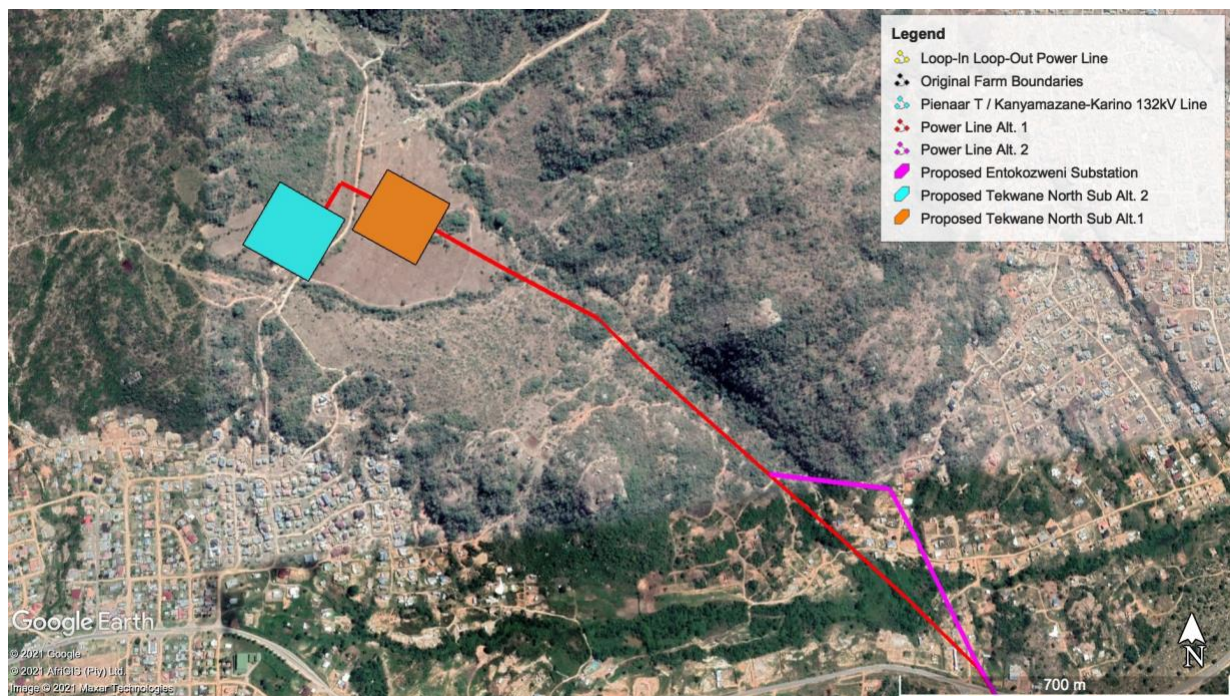 Legend
Loop-In Loop-Out Power Line
Original Farm Boundaries
Pienaar T / Kanyamazane-Karino 132kV Line
Power Line Alt. 1
Power Line Alt. 2
Proposed Entokozweni Substation
Proposed Tekwane North Sub Alt. 2
Proposed Tekwane North Sub Alt.1
Google Earth
© 2021 Google
© 2021 AfriGIS (Pty) Ltd.
Image © 2021 Maxar Technologies
N
700 m